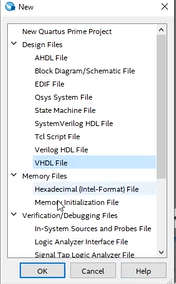 New
New Quartus Prime Project
Design Files
AHDL File
Block Diagram/Schematic File
EDIF File
Qsys System File
State Machine File
SystemVerilog HDL File
Tcl Script File
Verilog HDL File
VHDL File
Memory Files
Hexadecimal (Intel-Format) File
Memory Initialization File
Verification/Debugging Files
In-System Sources and Probes File
Logic Analyzer Interface File
Signal Tap Logic Analyzer File
OK
Cancel
Help